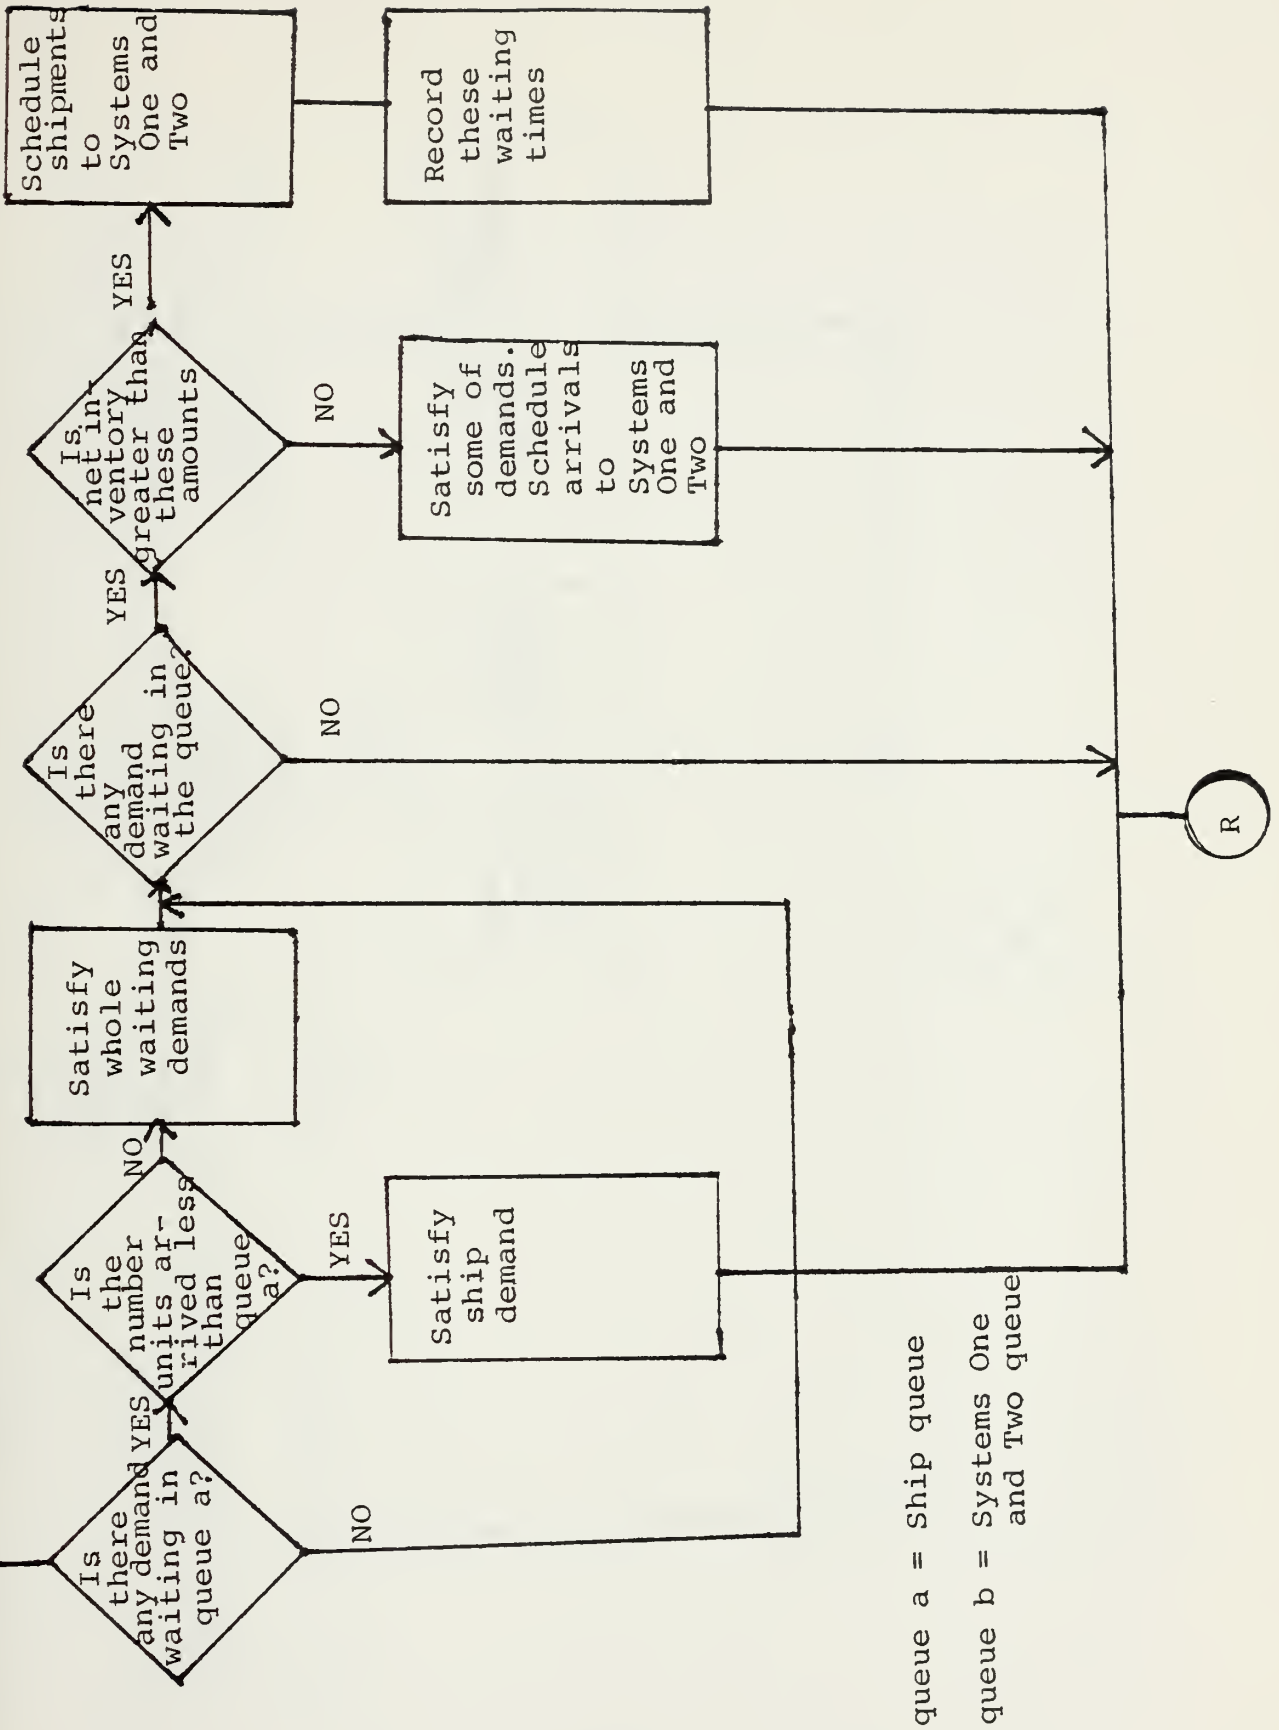 Is
there
any demand
waiting in
queue a?
YES
NO
Is
the
number
units ar-
rived less
than
queue
a?
NO
YES
Satisfy
ship
demand
Satisfy
whole
waiting
demands
Is
there
any
demand
waiting in
the queue?
YES
NO
Is
net in-
ventory
greater than
these
amounts
YES
NO
Satisfy
some of
demands.
Schedule
arrivals
to
Systems
One and
Two
Schedule
shipments
to
Systems
One and
Two
Record
these
waiting
times
R
queue a = Ship queue
queue b = Systems One
and Two queue